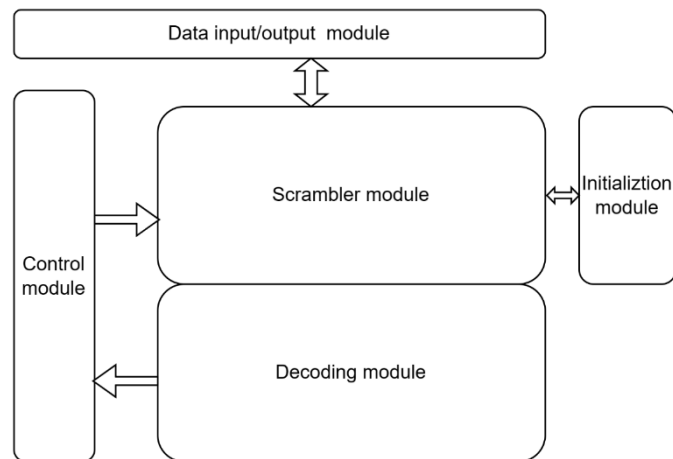 Data input/output module
Scrambler module
Initializtion
module
Control
module
Decoding module